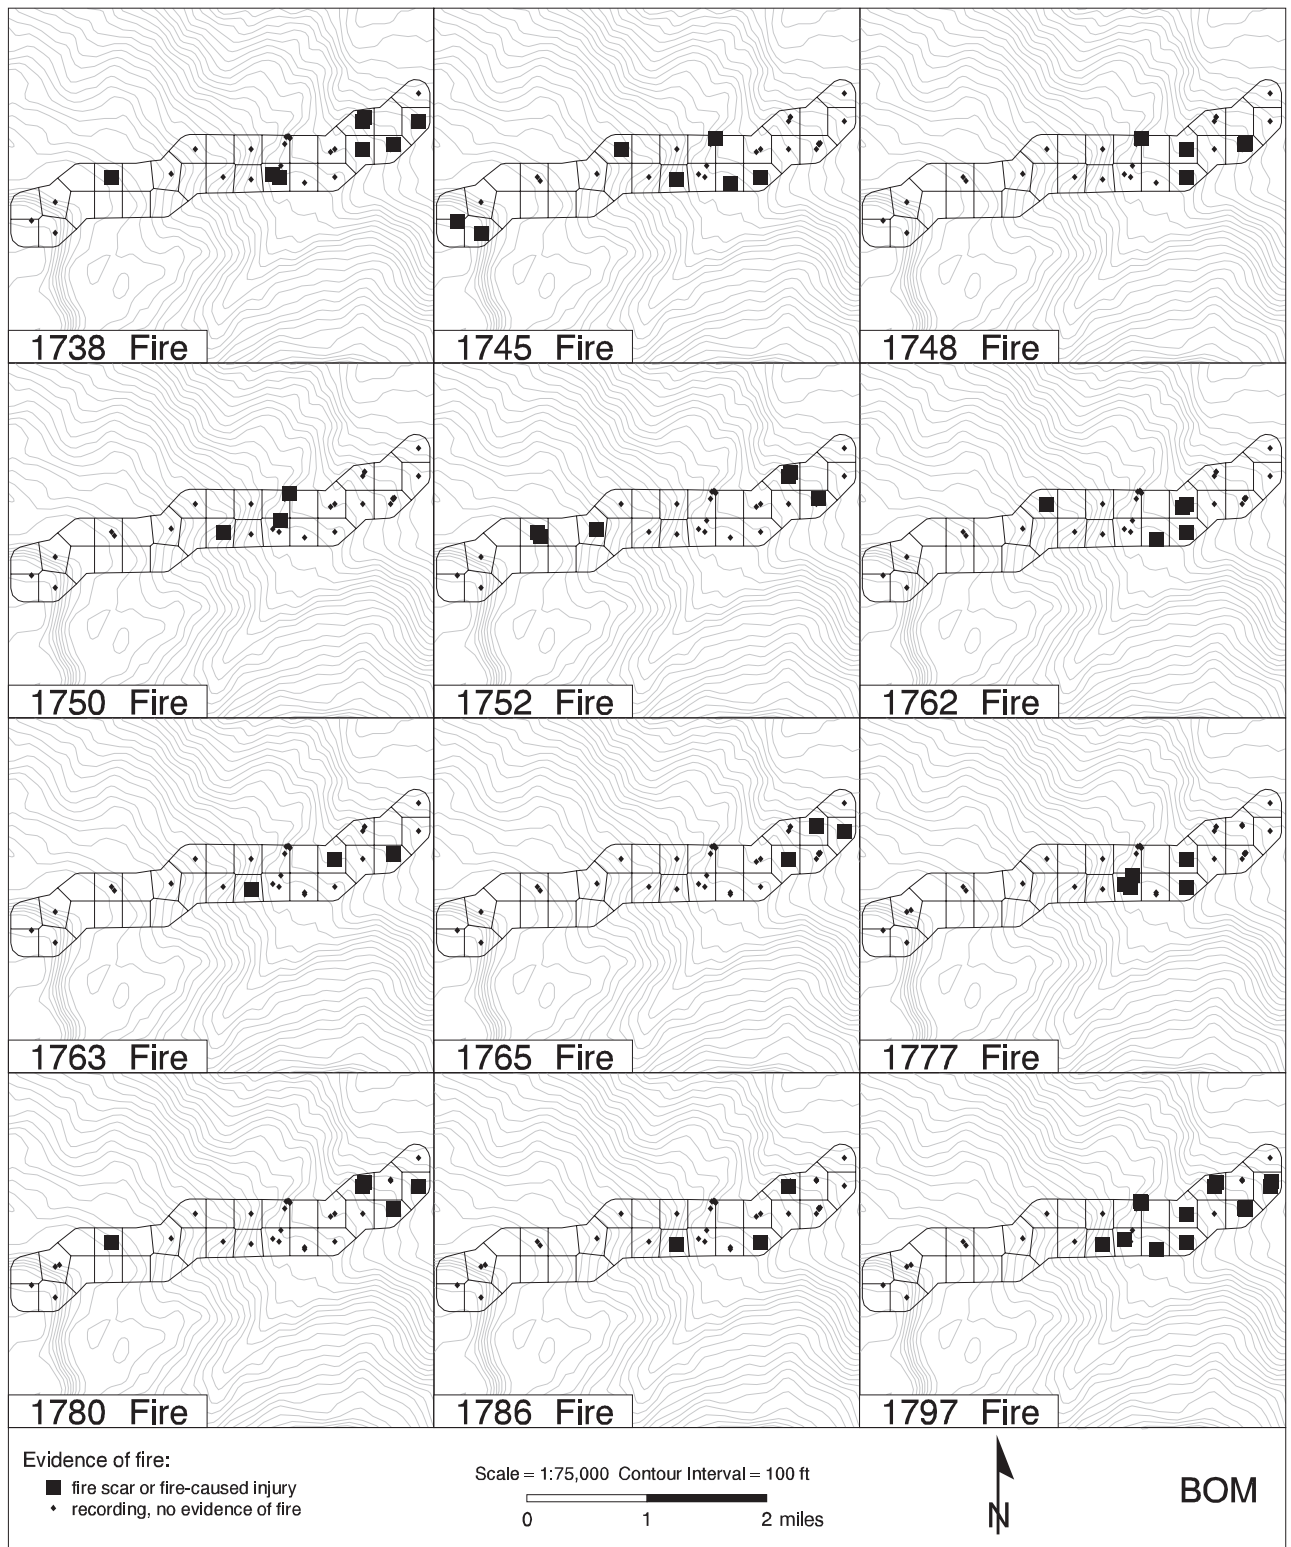 1738 Fire
1745 Fire
1748 Fire
1750 Fire
1752 Fire
1762 Fire
1763 Fire
1765 Fire
1777 Fire
1780 Fire
1786 Fire
1797 Fire
Evidence of fire:
fire scar or fire-caused injury
recording, no evidence of fire
Scale = 1:75,000 Contour Interval = 100 ft
0 1 2 miles
N
BOM